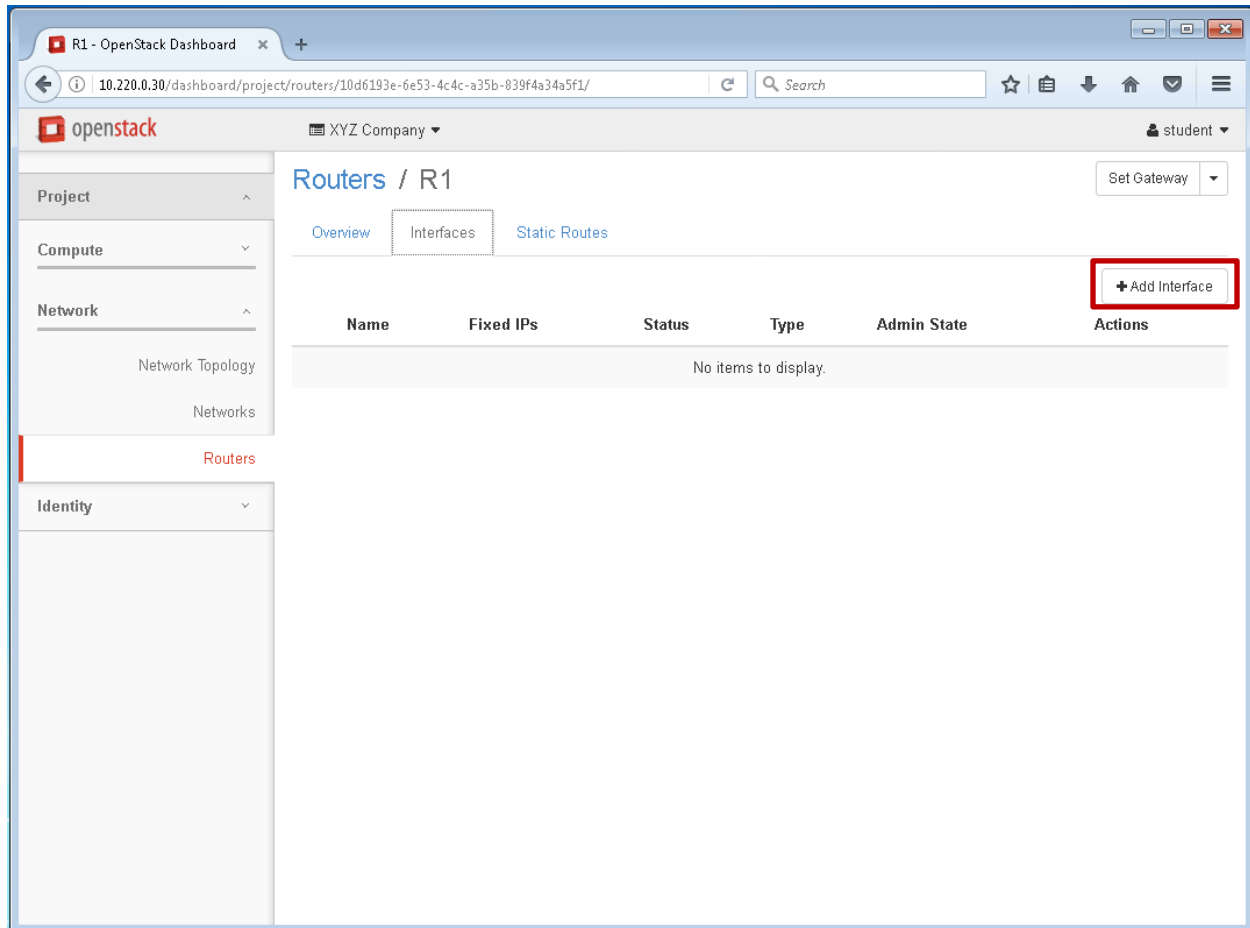 R1 - OpenStack Dashboard
10.220.0.30/dashboard/project/routers/10d6193e-6e53-4c4c-a35b-839f4a34a5f1/
Search
openstack
XYZ Company
student
Project
Compute
Network
Network Topology
Networks
Routers
Identity
Routers / R1
Set Gateway
Overview Interfaces Static Routes
+ Add Interface
Name Fixed IPs Status Type Admin State Actions
No items to display.